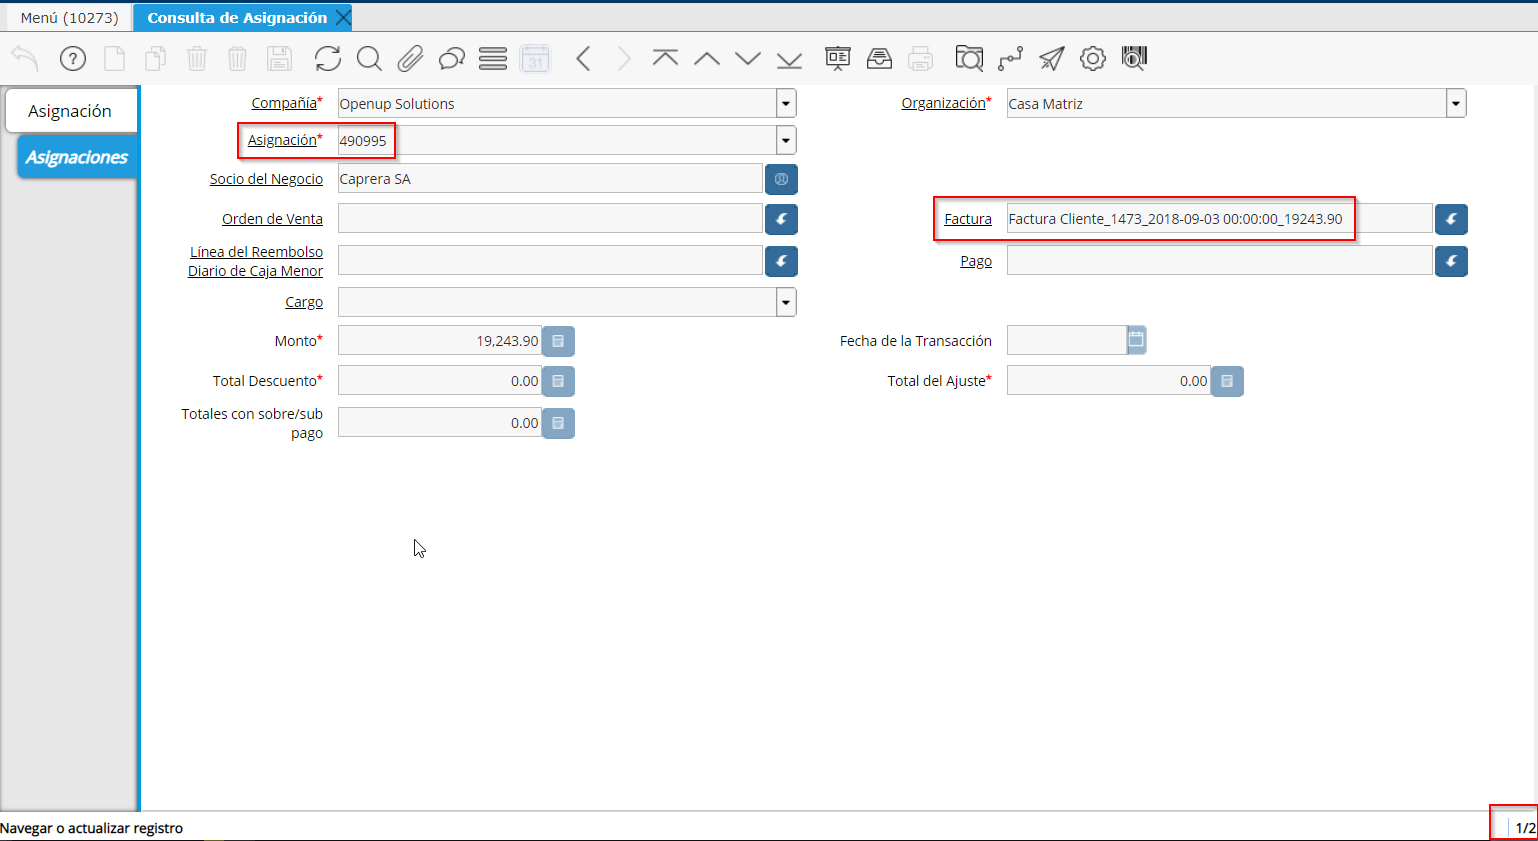 Menú (10273)
Consulta de Asignación
31
Asignación
Asignaciones
Compañía* Openup Solutions
Organización* Casa Matriz
Asignación* 490995
Socio del Negocio Caprera SA
Orden de Venta
Factura Factura Cliente_1473_2018-09-03 00:00:00_19243.90
Línea del Reembolso
Diario de Caja Menor
Pago
Cargo
Monto* 19,243.90
Fecha de la Transacción
Total Descuento* 0.00
Total del Ajuste* 0.00
Totales con sobre/sub
pago
0.00
Navegar o actualizar registro
1/2